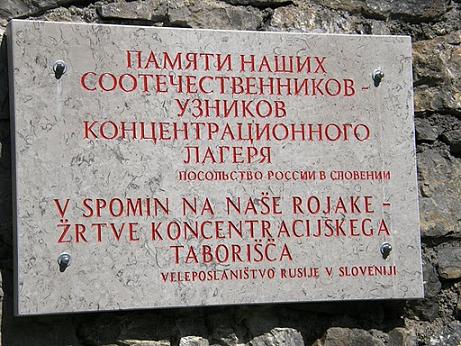 ПАМЯТИ НАШИХ
СООТЕЧЕСТВЕННИКОВ -
УЗНИКОВ
КОНЦЕНТРАЦИОННОГО
ЛАГЕРЯ
ПОСОЛЬСТВО РОССИИ В СЛОВЕНИИ
V SPOMIN NA NAŠE ROJAKE -
ŽRTVE KONCENTRACIJSKEGA
TABORIŠČA
VELEPOSLANIŠTVO RUSIJE V SLOVENIJI